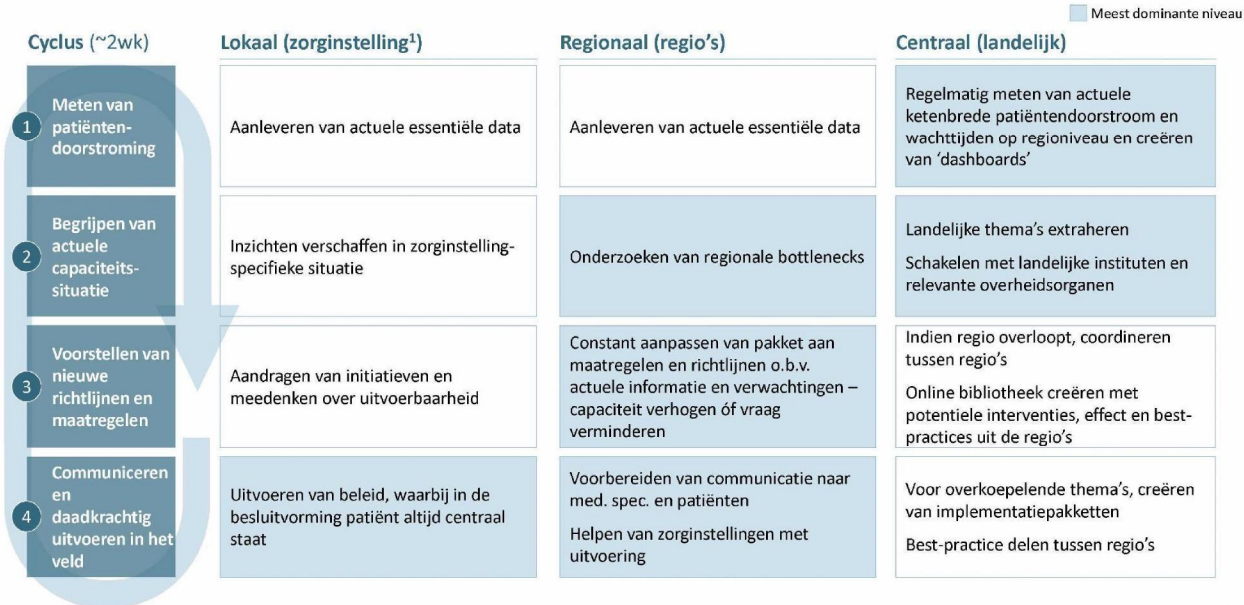 Meest dominante niveau
Cyclus (~2wk)
Lokaal (zorginstelling¹)
Regionaal (regio's)
Centraal (landelijk)
1
Meten van
patiënten-
doorstroming
Aanleveren van actuele essentiële data
Aanleveren van actuele essentiële data
Regelmatig meten van actuele
ketenbrede patiëntendoorstroom en
wachttijden op regioniveau en creëren
van 'dashboards'
2
Begrijpen van
actuele
capaciteits-
situatie
Inzichten verschaffen in zorginstelling-
specifieke situatie
Onderzoeken van regionale bottlenecks
Landelijke thema's extraheren
Schakelen met landelijke instituten en
relevante overheidsorganen
3
Voorstellen van
nieuwe
richtlijnen en
maatregelen
Aandragen van initiatieven en
meedenken over uitvoerbaarheid
Constant aanpassen van pakket aan
maatregelen en richtlijnen o.b.v.
actuele informatie en verwachtingen –
capaciteit verhogen óf vraag
verminderen
Indien regio overloopt, coordineren
tussen regio's
Online bibliotheek creëren met
potentiele interventies, effect en best-
practices uit de regio's
4
Communiceren
en
daadkrachtig
uitvoeren in het
veld
Uitvoeren van beleid, waarbij in de
besluitvorming patiënt altijd centraal
staat
Voorbereiden van communicatie naar
med. spec. en patiënten
Helpen van zorginstellingen met
uitvoering
Voor overkoepelende thema's, creëren
van implementatiepakketten
Best-practice delen tussen regio's